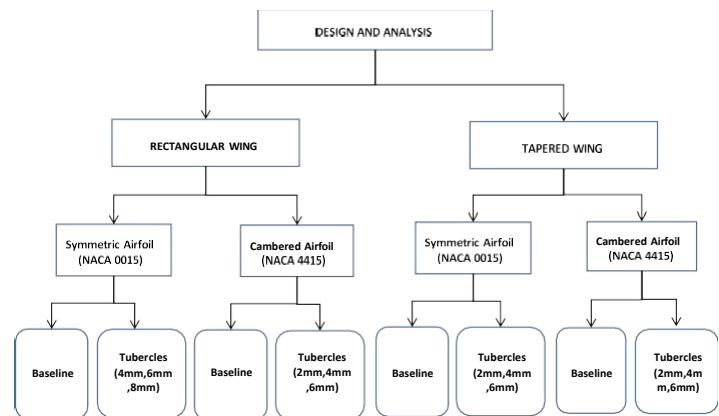 DESIGN AND ANALYSIS
RECTANGULAR WING
TAPERED WING
Symmetric Airfoil
(NACA 0015)
Cambered Airfoil
(NACA 4415)
Symmetric Airfoil
(NACA 0015)
Cambered Airfoil
(NACA 4415)
Baseline
Tubercles
(4mm,6mm
,8mm)
Baseline
Tubercles
(2mm,4mm
,6mm)
Baseline
Tubercles
(2mm,4mm
,6mm)
Baseline
Tubercles
(2mm,4m
m,6mm)